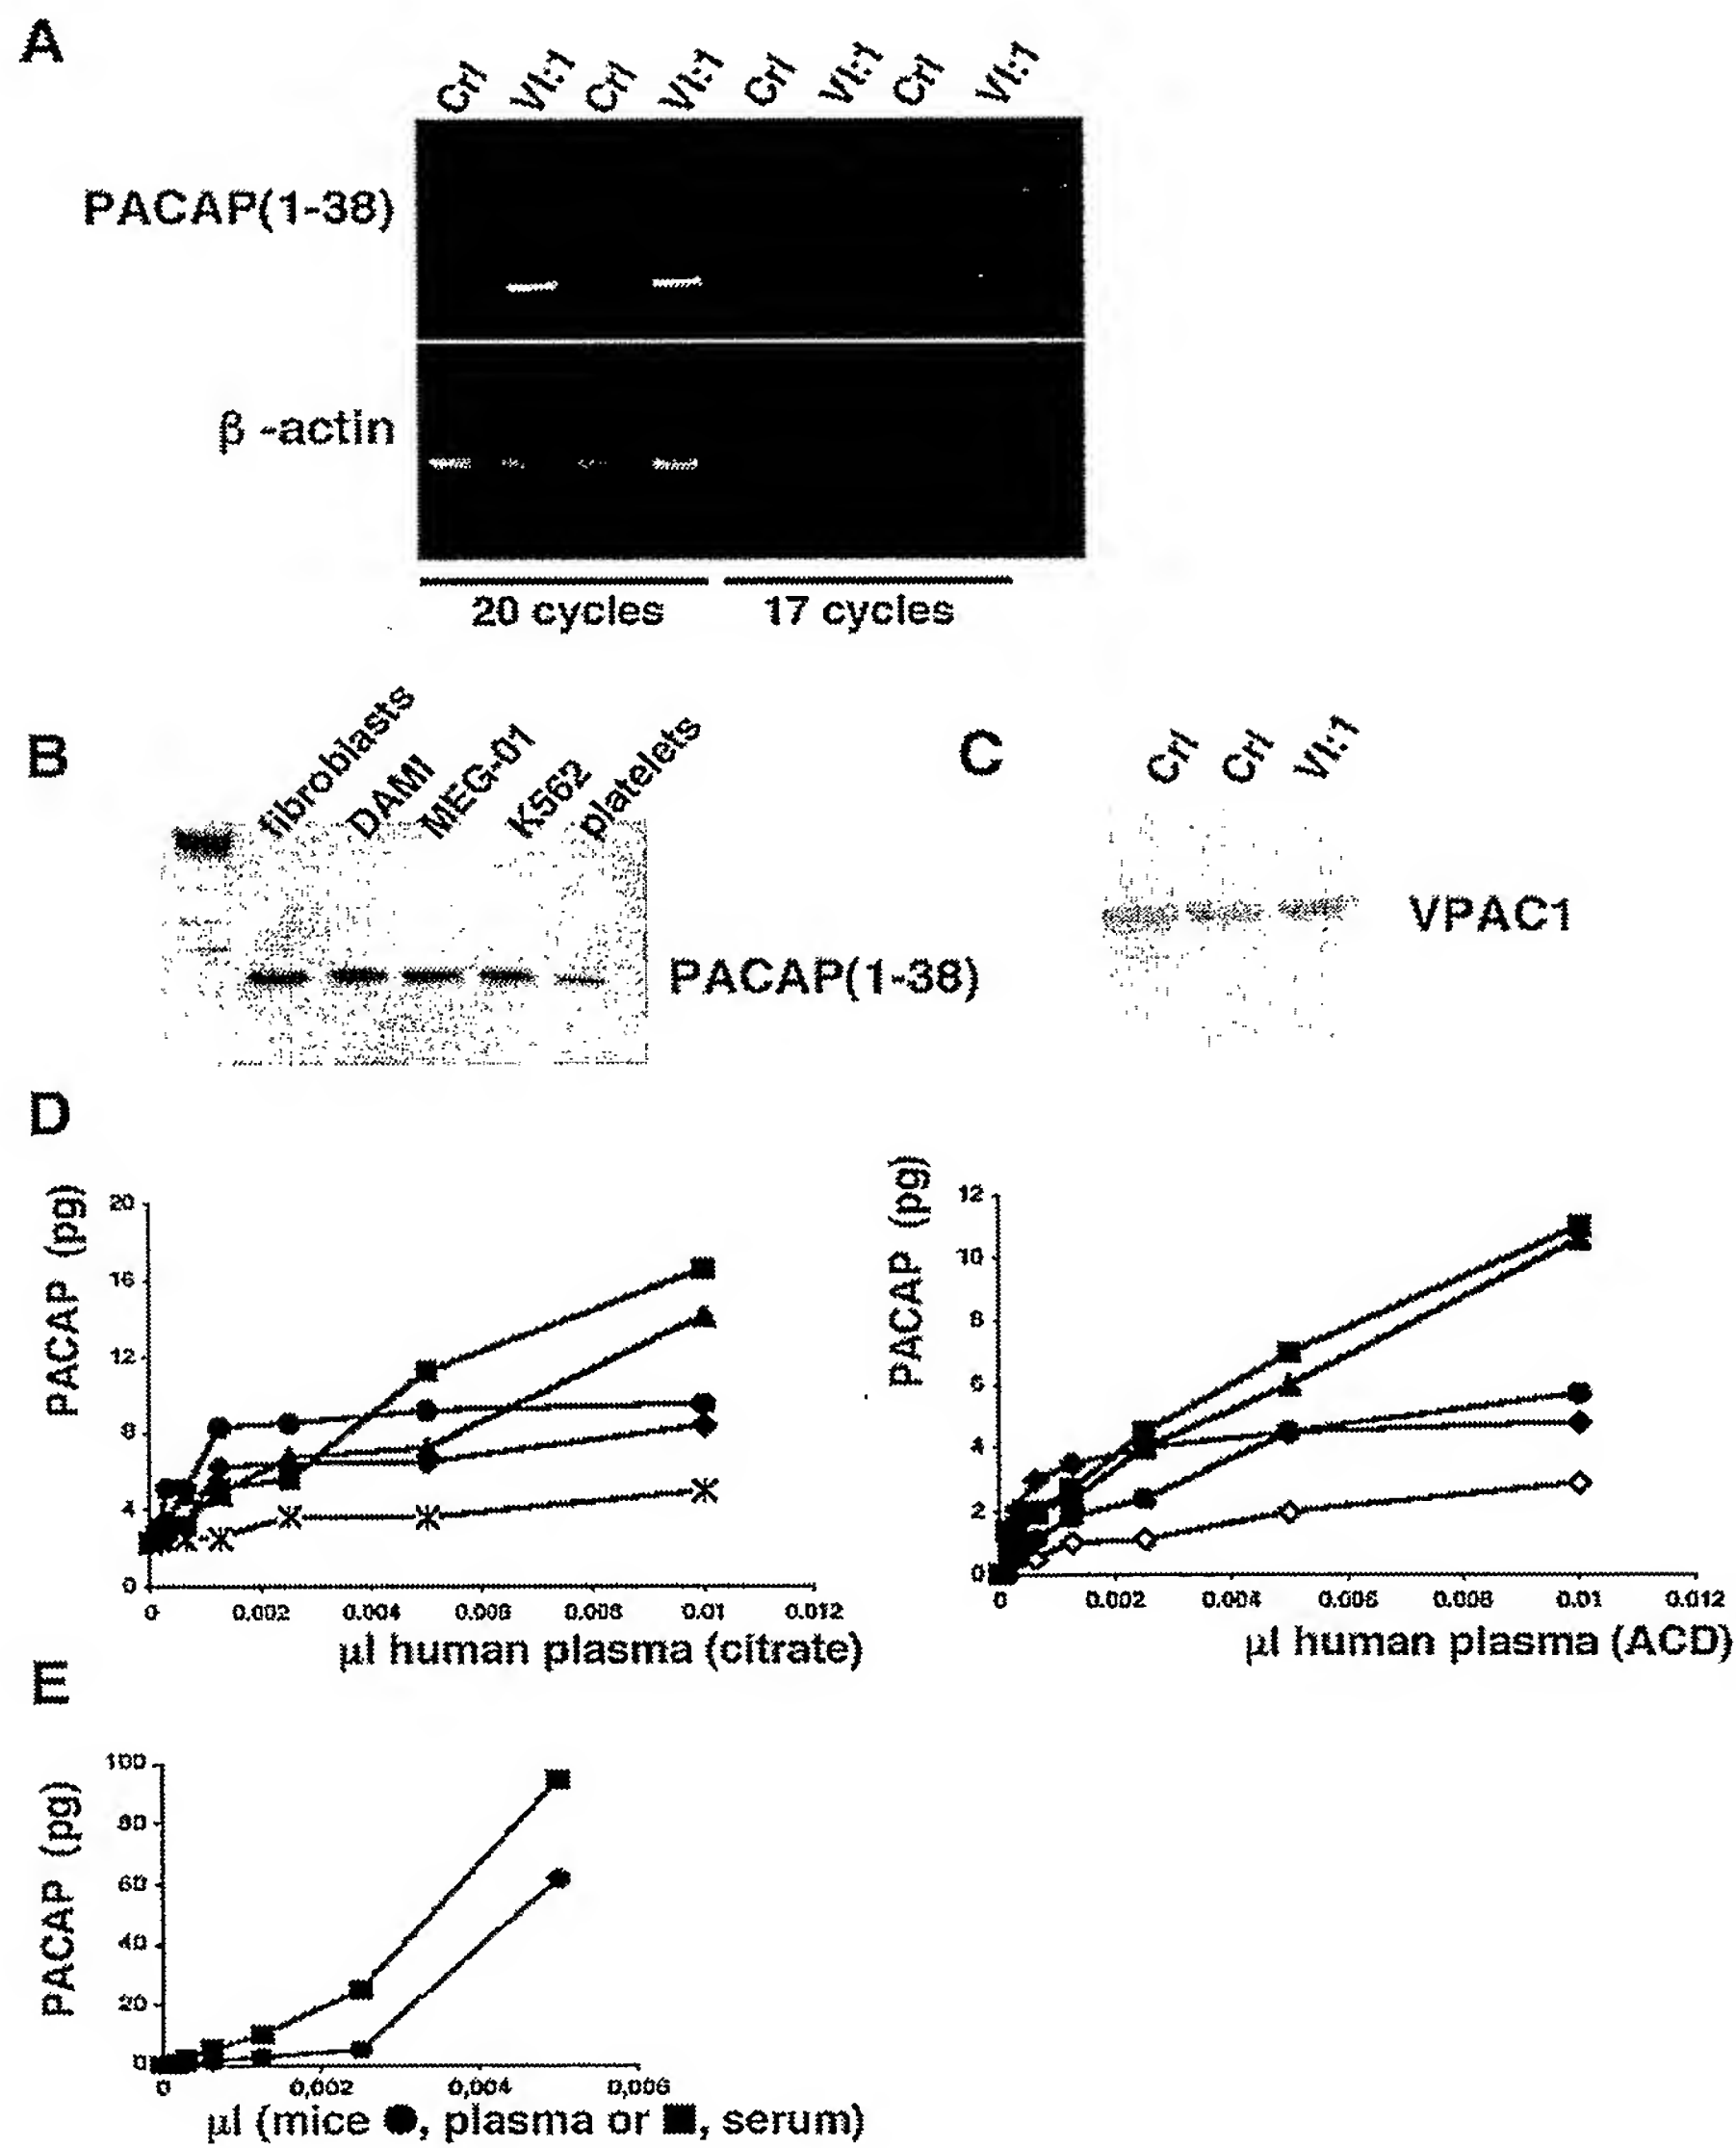 A
Crl Vl:1 Crl Vl:1 Crl Vl:1 Crl Vl:1
PACAP(1-38)
β -actin
20 cycles 17 cycles
B
fibroblasts DAMI MEG-01 K562 platelets
PACAP(1-38)
C
Crl Crl Vl:1
VPAC1
D
PACAP (pg)
20
16
12
8
4
0
0 0.002 0.004 0.006 0.008 0.01 0.012
µl human plasma (citrate)
PACAP (pg)
12
10
8
6
4
2
0
0 0.002 0.004 0.006 0.008 0.01 0.012
µl human plasma (ACD)
E
PACAP (pg)
100
80
60
40
20
0
0 0,002 0,004 0,006
µl (mice ●, plasma or ■, serum)